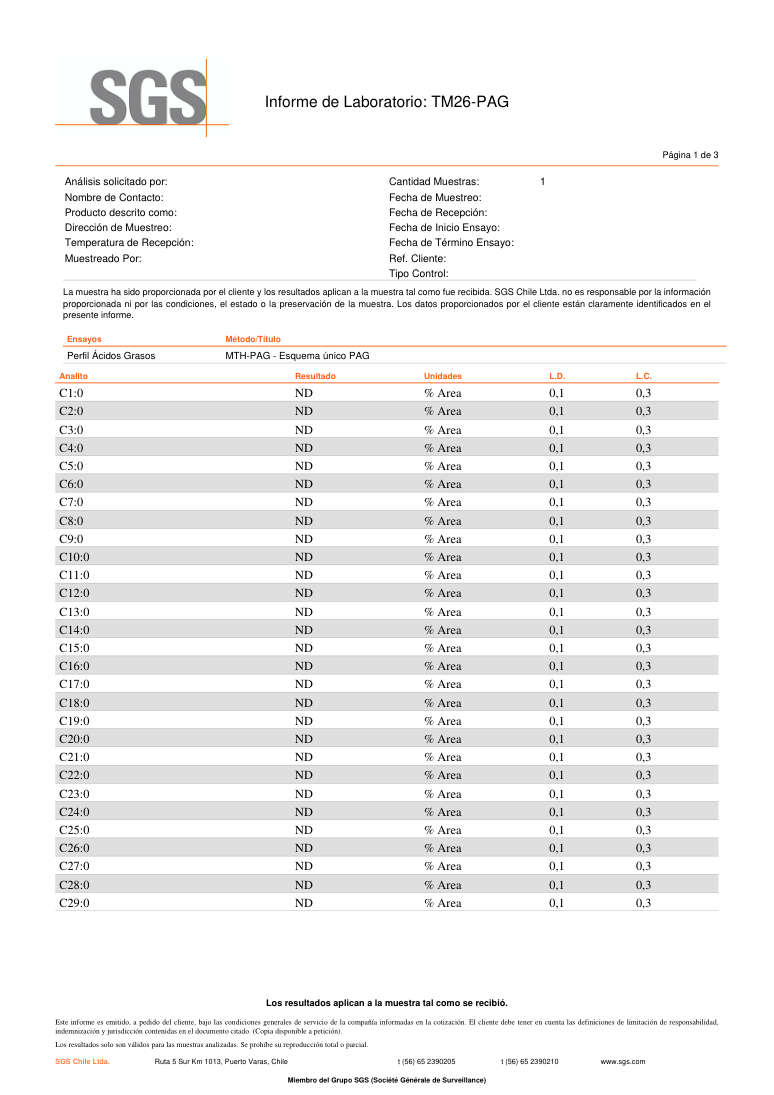 SGS
Informe de Laboratorio: TM26-PAG
Página 1 de 3
Análisis solicitado por:
Nombre de Contacto:
Producto descrito como:
Dirección de Muestreo:
Temperatura de Recepción:
Muestreado Por:
Cantidad Muestras: 1
Fecha de Muestreo:
Fecha de Recepción:
Fecha de Inicio Ensayo:
Fecha de Término Ensayo:
Ref. Cliente:
Tipo Control:
La muestra ha sido proporcionada por el cliente y los resultados aplican a la muestra tal como fue recibida. SGS Chile Ltda. no es responsable por la información
proporcionada ni por las condiciones, el estado o la preservación de la muestra. Los datos proporcionados por el cliente están claramente identificados en el
presente informe.
Ensayos Método/Título
Perfil Ácidos Grasos MTH-PAG - Esquema único PAG
Analito Resultado Unidades L.D. L.C.
C1:0 ND % Area 0,1 0,3
C2:0 ND % Area 0,1 0,3
C3:0 ND % Area 0,1 0,3
C4:0 ND % Area 0,1 0,3
C5:0 ND % Area 0,1 0,3
C6:0 ND % Area 0,1 0,3
C7:0 ND % Area 0,1 0,3
C8:0 ND % Area 0,1 0,3
C9:0 ND % Area 0,1 0,3
C10:0 ND % Area 0,1 0,3
C11:0 ND % Area 0,1 0,3
C12:0 ND % Area 0,1 0,3
C13:0 ND % Area 0,1 0,3
C14:0 ND % Area 0,1 0,3
C15:0 ND % Area 0,1 0,3
C16:0 ND % Area 0,1 0,3
C17:0 ND % Area 0,1 0,3
C18:0 ND % Area 0,1 0,3
C19:0 ND % Area 0,1 0,3
C20:0 ND % Area 0,1 0,3
C21:0 ND % Area 0,1 0,3
C22:0 ND % Area 0,1 0,3
C23:0 ND % Area 0,1 0,3
C24:0 ND % Area 0,1 0,3
C25:0 ND % Area 0,1 0,3
C26:0 ND % Area 0,1 0,3
C27:0 ND % Area 0,1 0,3
C28:0 ND % Area 0,1 0,3
C29:0 ND % Area 0,1 0,3
Los resultados aplican a la muestra tal como se recibió.
Este informe es emitido, a pedido del cliente, bajo las condiciones generales de servicio de la compañía informadas en la cotización. El cliente debe tener en cuenta las definiciones de limitación de responsabilidad,
indemnización y jurisdicción contenidas en el documento citado. (Copia disponible a petición).
Los resultados solo son válidos para las muestras analizadas. Se prohíbe su reproducción total o parcial.
SGS Chile Ltda. Ruta 5 Sur Km 1013, Puerto Varas, Chile t (56) 65 2390205 t (56) 65 2390210 www.sgs.com
Miembro del Grupo SGS (Société Générale de Surveillance)